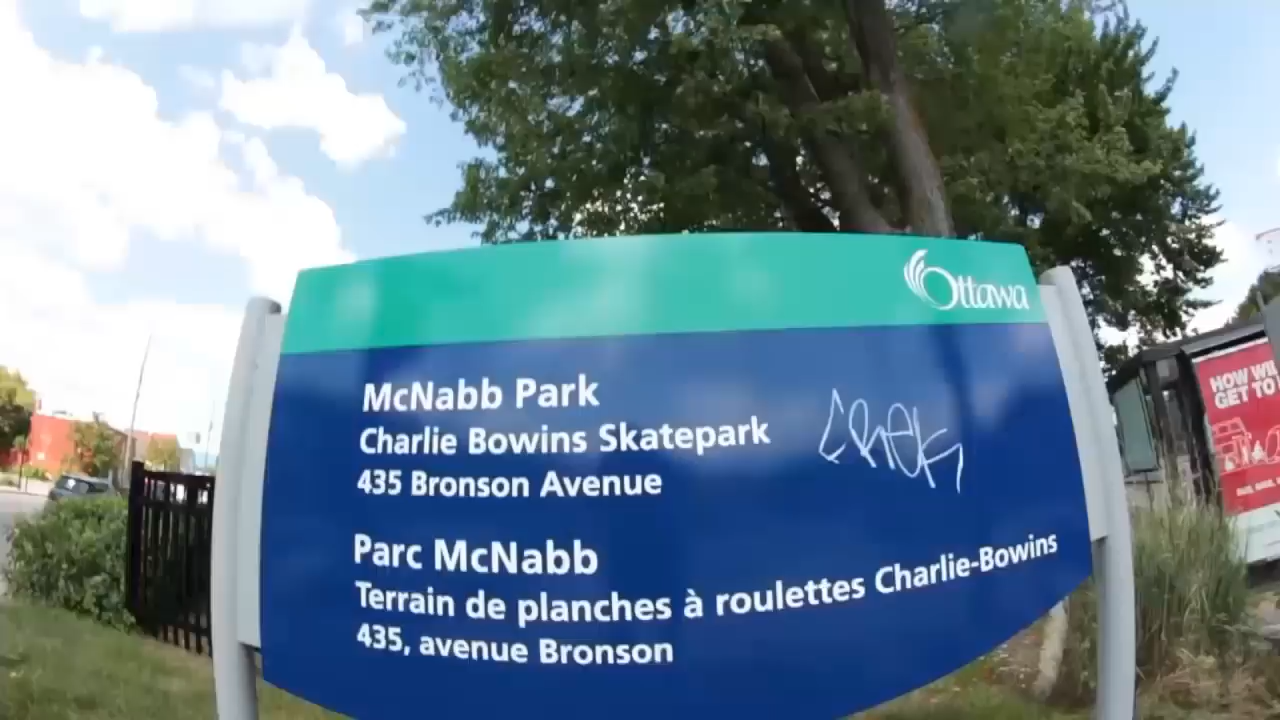 Ottawa
McNabb Park
Charlie Bowins Skatepark
435 Bronson Avenue
Parc McNabb
Terrain de planches à roulettes Charlie-Bowins
435, avenue Bronson
HOW
GET TO